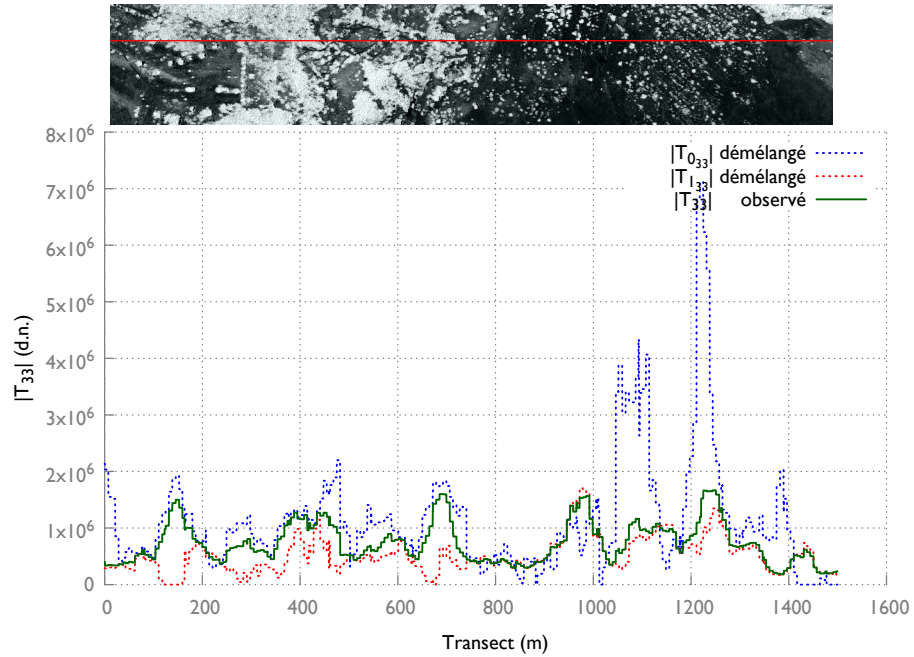 8x10⁶
|T₀₃₃| démélangé
|T₁₃₃| démélangé
|T₃₃| observé
7x10⁶
6x10⁶
5x10⁶
4x10⁶
3x10⁶
2x10⁶
1x10⁶
0
|T₃₃| (d.n.)
0 200 400 600 800 1000 1200 1400 1600
Transect (m)